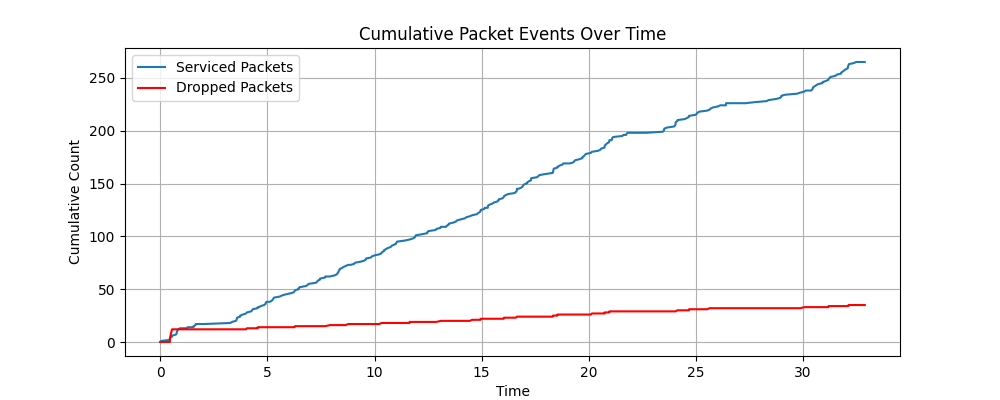 Cumulative Packet Events Over Time
Serviced Packets
Dropped Packets
Cumulative Count
250
200
150
100
50
0
0 5 10 15 20 25 30
Time